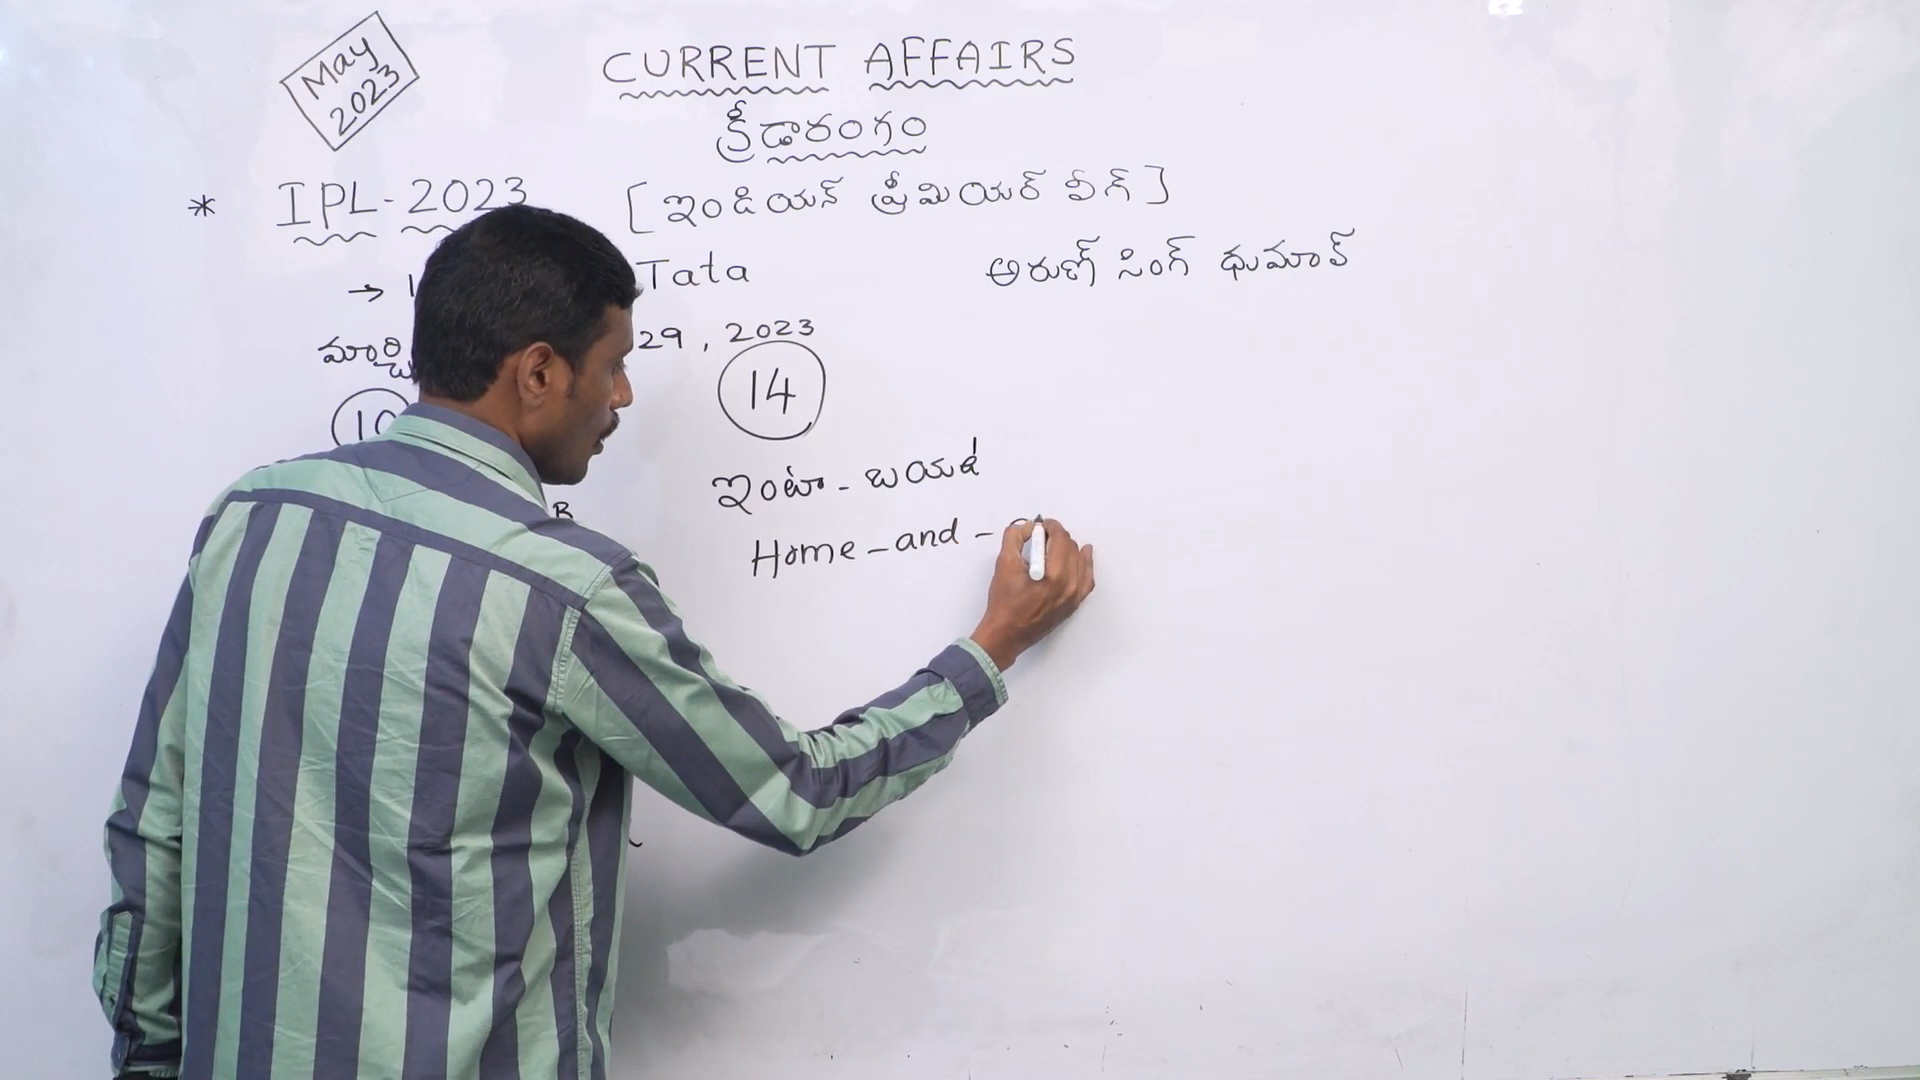 May
2023
CURRENT AFFAIRS
క్రీడారంగం
* IPL-2023 [ఇండియన్ ప్రీమియర్ లీగ్]
→ Tata అరుణ్ సింగ్ ధుమాల్
మార్చి 29, 2023
14
ఇంటా - బయట
Home - and -